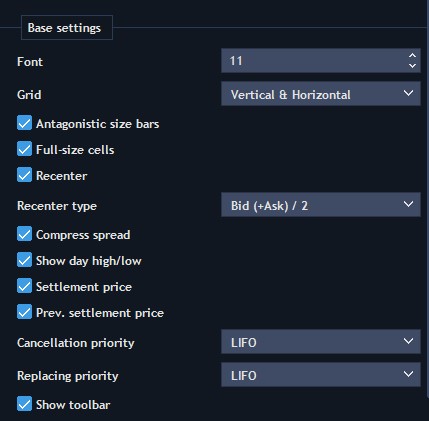 Base settings
Font 11
Grid Vertical & Horizontal
Antagonistic size bars
Full-size cells
Recenter
Recenter type Bid (+Ask) / 2
Compress spread
Show day high/low
Settlement price
Prev. settlement price
Cancellation priority LIFO
Replacing priority LIFO
Show toolbar